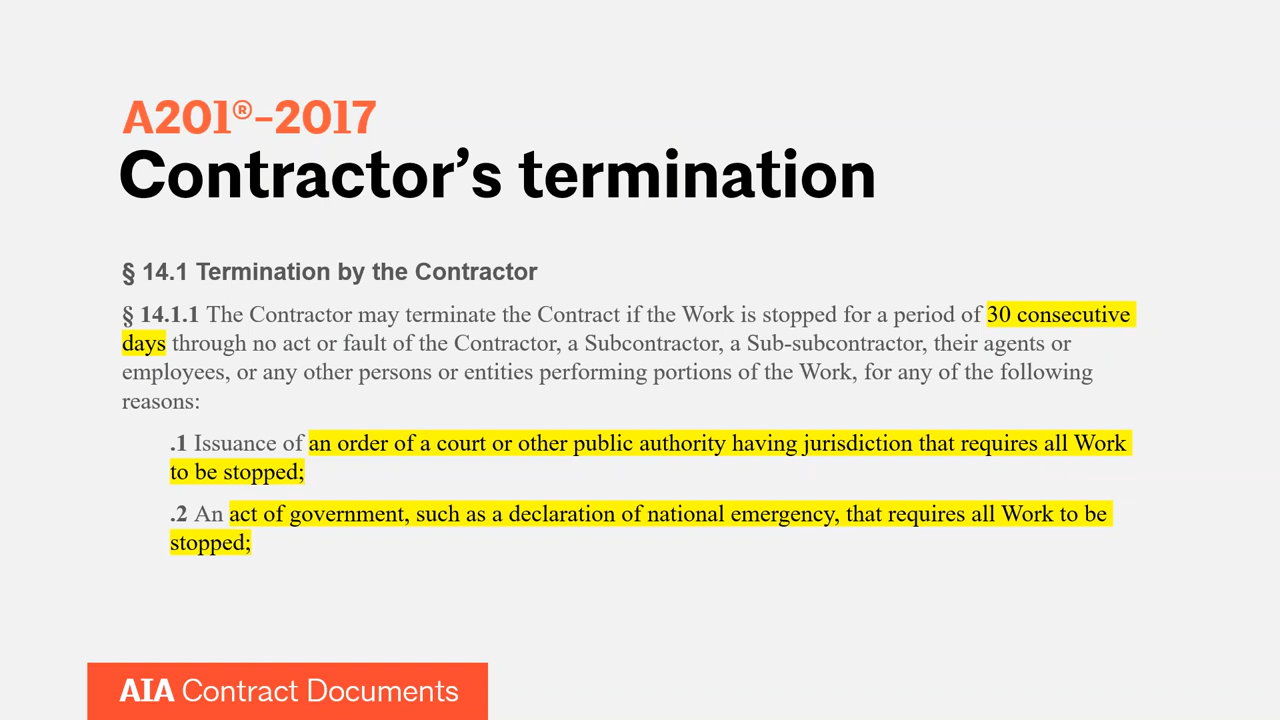 A201®–2017
Contractor’s termination
§ 14.1 Termination by the Contractor
§ 14.1.1 The Contractor may terminate the Contract if the Work is stopped for a period of 30 consecutive
days through no act or fault of the Contractor, a Subcontractor, a Sub-subcontractor, their agents or
employees, or any other persons or entities performing portions of the Work, for any of the following
reasons:
.1 Issuance of an order of a court or other public authority having jurisdiction that requires all Work
to be stopped;
.2 An act of government, such as a declaration of national emergency, that requires all Work to be
stopped;
AIA Contract Documents